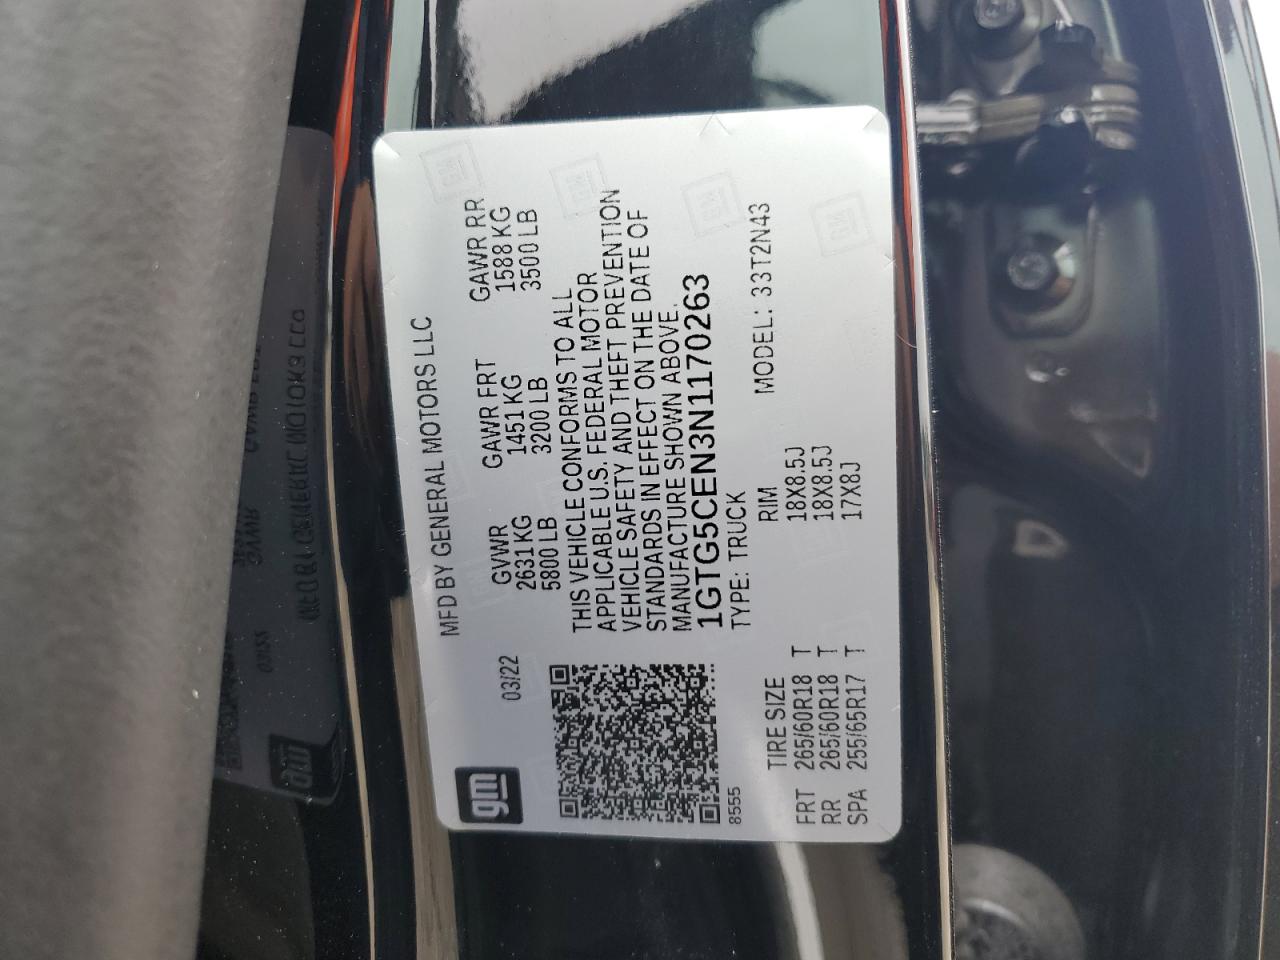 gm
03/22
MFD BY GENERAL MOTORS LLC
GVWR GAWR FRT GAWR RR
2631 KG 1451 KG 1588 KG
5800 LB 3200 LB 3500 LB
THIS VEHICLE CONFORMS TO ALL
APPLICABLE U.S. FEDERAL MOTOR
VEHICLE SAFETY AND THEFT PREVENTION
STANDARDS IN EFFECT ON THE DATE OF
MANUFACTURE SHOWN ABOVE.
1GTG5CEN3N1170263
8555
TYPE: TRUCK
MODEL: 33T2N43
TIRE SIZE RIM
FRT 265/60R18 T 18X8.5J
RR 265/60R18 T 18X8.5J
SPA 255/65R17 T 17X8J